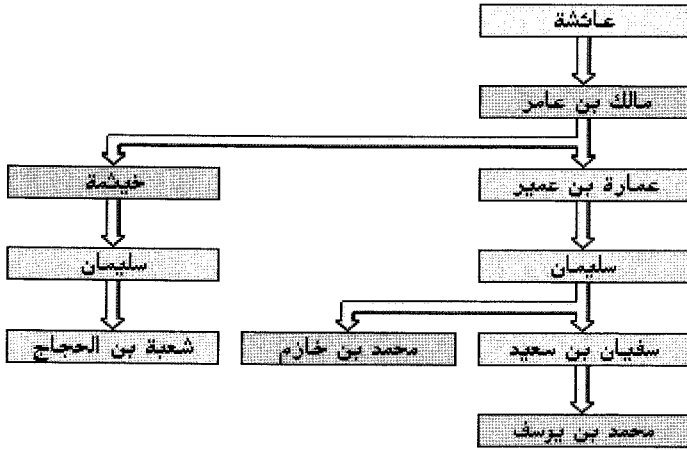 عائشة
مالك بن عامر
عمارة بن عمير
خيثمة
سليمان
سليمان
سفيان بن سعيد
محمد بن خازم
شعبة بن الحجاج
محمد بن يوسف